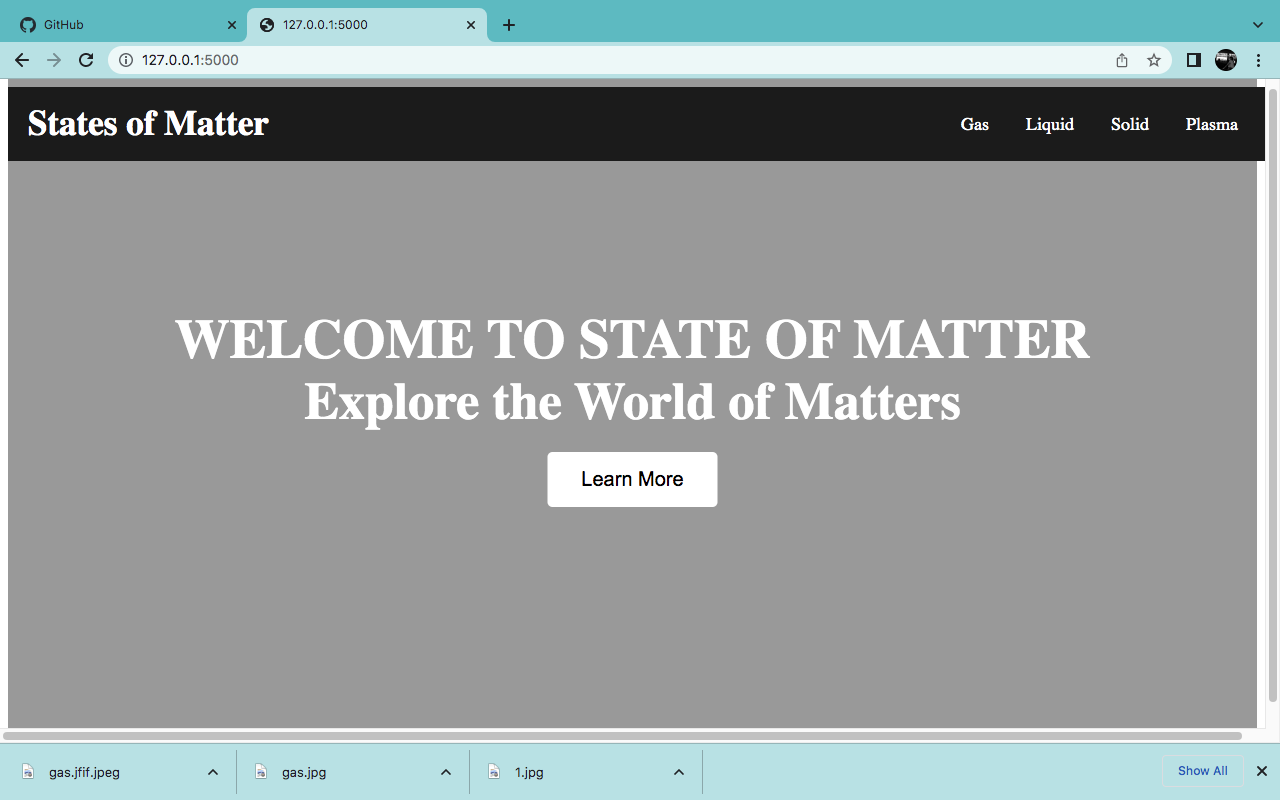 GitHub
127.0.0.1:5000
127.0.0.1:5000
States of Matter
Gas
Liquid
Solid
Plasma
WELCOME TO STATE OF MATTER
Explore the World of Matters
Learn More
gas.jfif.jpeg
gas.jpg
1.jpg
Show All